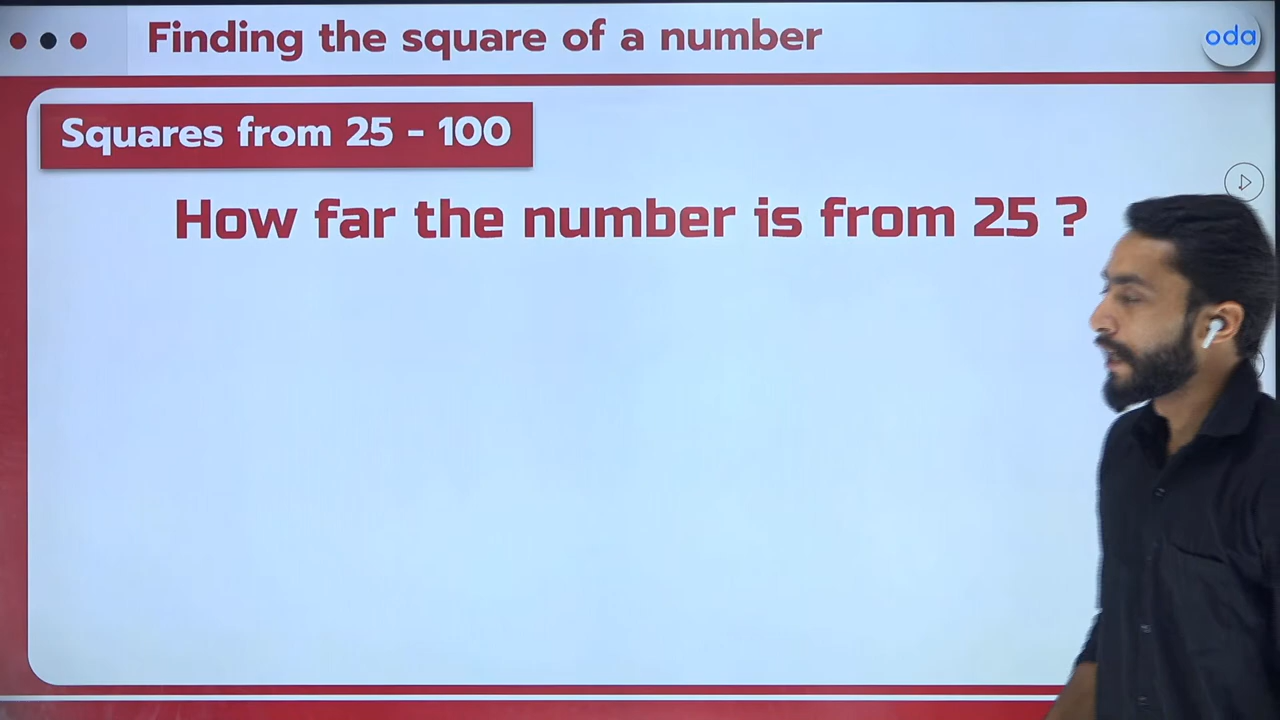 Finding the square of a number
oda
Squares from 25 - 100
How far the number is from 25 ?